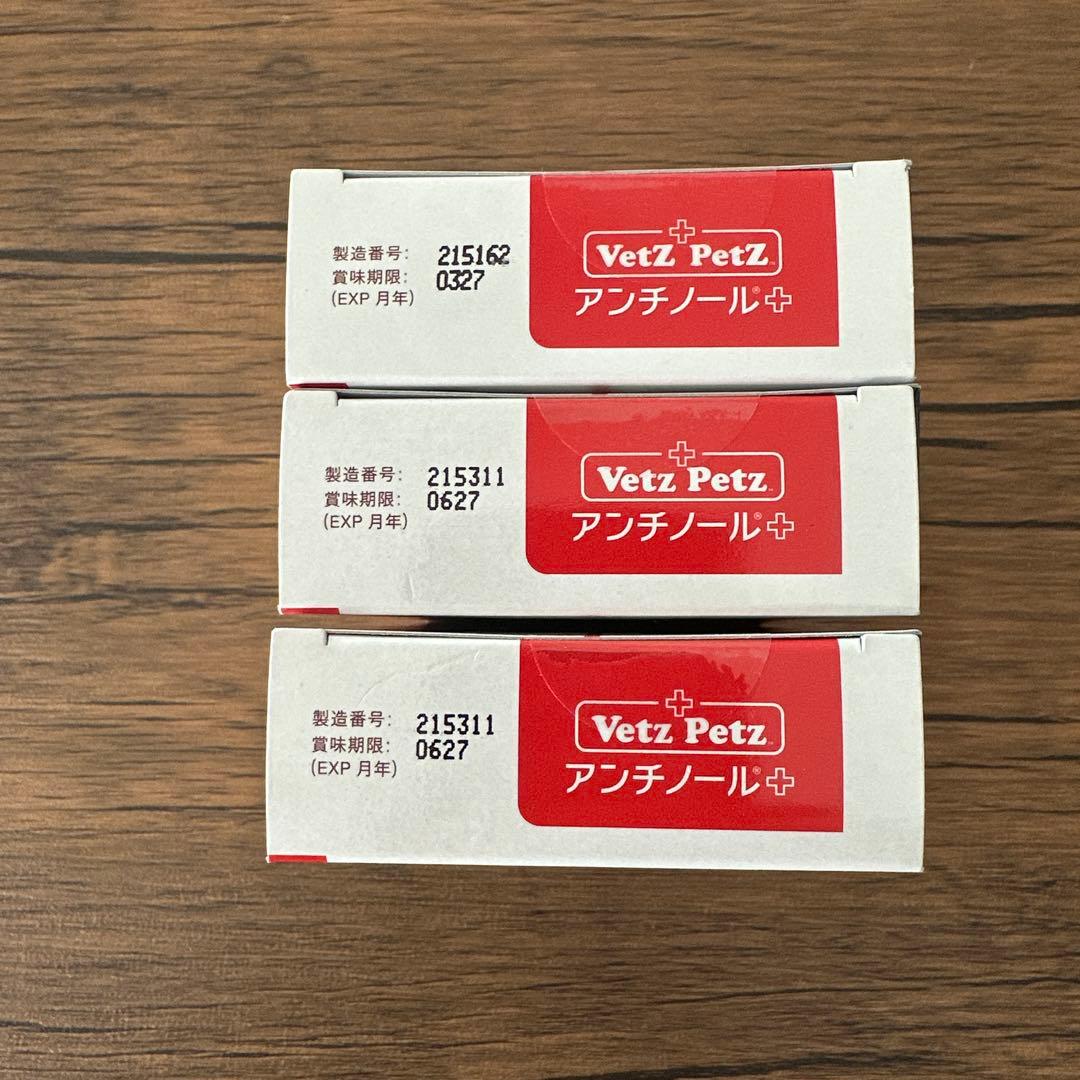 製造番号: 215162
賞味期限: 0327
(EXP 月年)
VetZ PetZ™
アンチノール®+
製造番号: 215311
賞味期限: 0627
(EXP 月年)
Vetz Petz™
アンチノール®+
製造番号: 215311
賞味期限: 0627
(EXP 月年)
Vetz Petz™
アンチノール®+